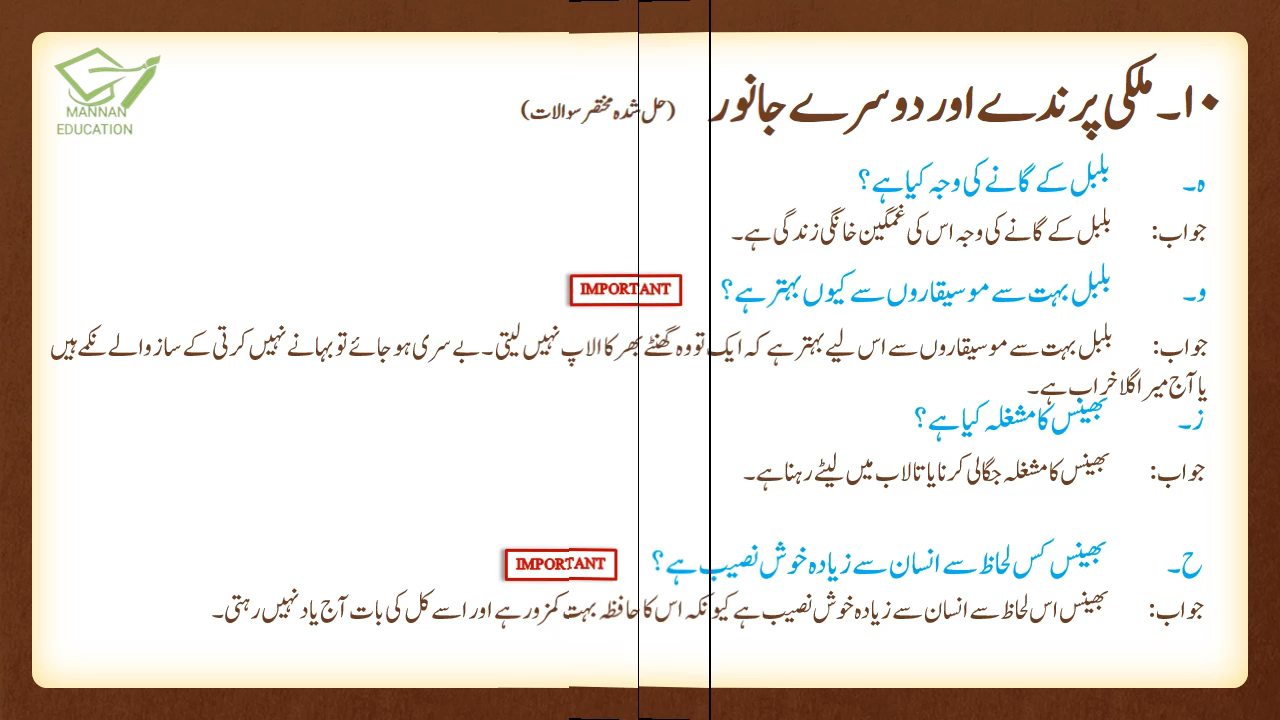 MANNAN
EDUCATION
۱۰۔ ملکی پرندے اور دوسرے جانور (حل شدہ مختصر سوالات)
ہ۔ بلبل کے گانے کی وجہ کیا ہے؟
جواب: بلبل کے گانے کی وجہ اس کی غمگین خانگی زندگی ہے۔
و۔ بلبل بہت سے موسیقاروں سے کیوں بہتر ہے؟ IMPORTANT
جواب: بلبل بہت سے موسیقاروں سے اس لیے بہتر ہے کہ ایک تو وہ گھنٹے بھر کا الاپ نہیں لیتی۔ بے سری ہو جائے تو بہانے نہیں کرتی کے ساز والے نکمے ہیں
یا آج میرا گلا خراب ہے۔
ز۔ بھینس کا مشغلہ کیا ہے؟
جواب: بھینس کا مشغلہ جگالی کرنا یا تالاب میں لیٹے رہنا ہے۔
ح۔ بھینس کس لحاظ سے انسان سے زیادہ خوش نصیب ہے؟ IMPORTANT
جواب: بھینس اس لحاظ سے انسان سے زیادہ خوش نصیب ہے کیونکہ اس کا حافظہ بہت کمزور ہے اور اسے کل کی بات آج یاد نہیں رہتی۔